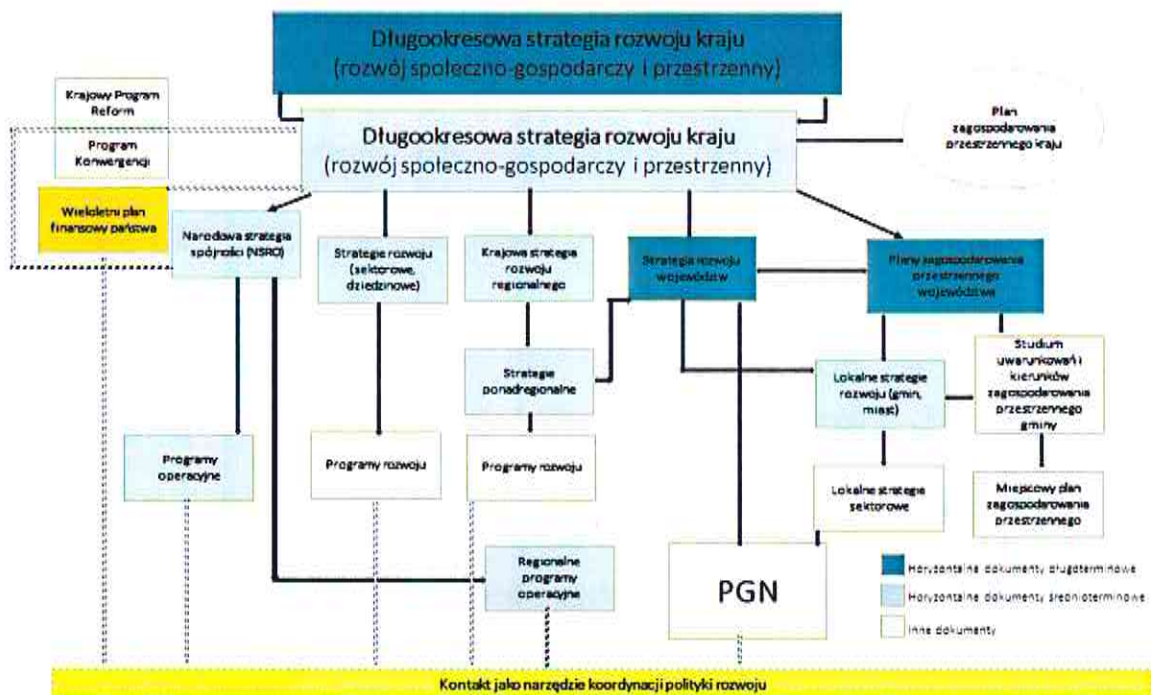 Długookresowa strategia rozwoju kraju
(rozwój społeczno-gospodarczy i przestrzenny)
Krajowy Program
Reform
Program
Konwergencji
Długookresowa strategia rozwoju kraju
(rozwój społeczno-gospodarczy i przestrzenny)
Plan
zagospodarowania
przestrzennego kraju
Wieloletni plan
finansowy państwa
Narodowa strategia
spójności (NSRO)
Strategie rozwoju
(sektorowe,
dziedzinowe)
Krajowa strategia
rozwoju
regionalnego
Strategia rozwoju
województw
Plany zagospodarowania
przestrzennego
województwa
Strategie
ponadregionalne
Lokalne strategie
rozwoju (gmin,
miast)
Studium
uwarunkowań i
kierunków
zagospodarowania
przestrzennego
gminy
Programy
operacyjne
Programy rozwoju
Programy rozwoju
Lokalne strategie
sektorowe
Miejscowy plan
zagospodarowania
przestrzennego
Regionalne
programy
operacyjne
PGN
Horyzontalne dokumenty długoterminowe
Horyzontalne dokumenty średnioterminowe
Inne dokumenty
Kontakt jako narzędzie koordynacji polityki rozwoju